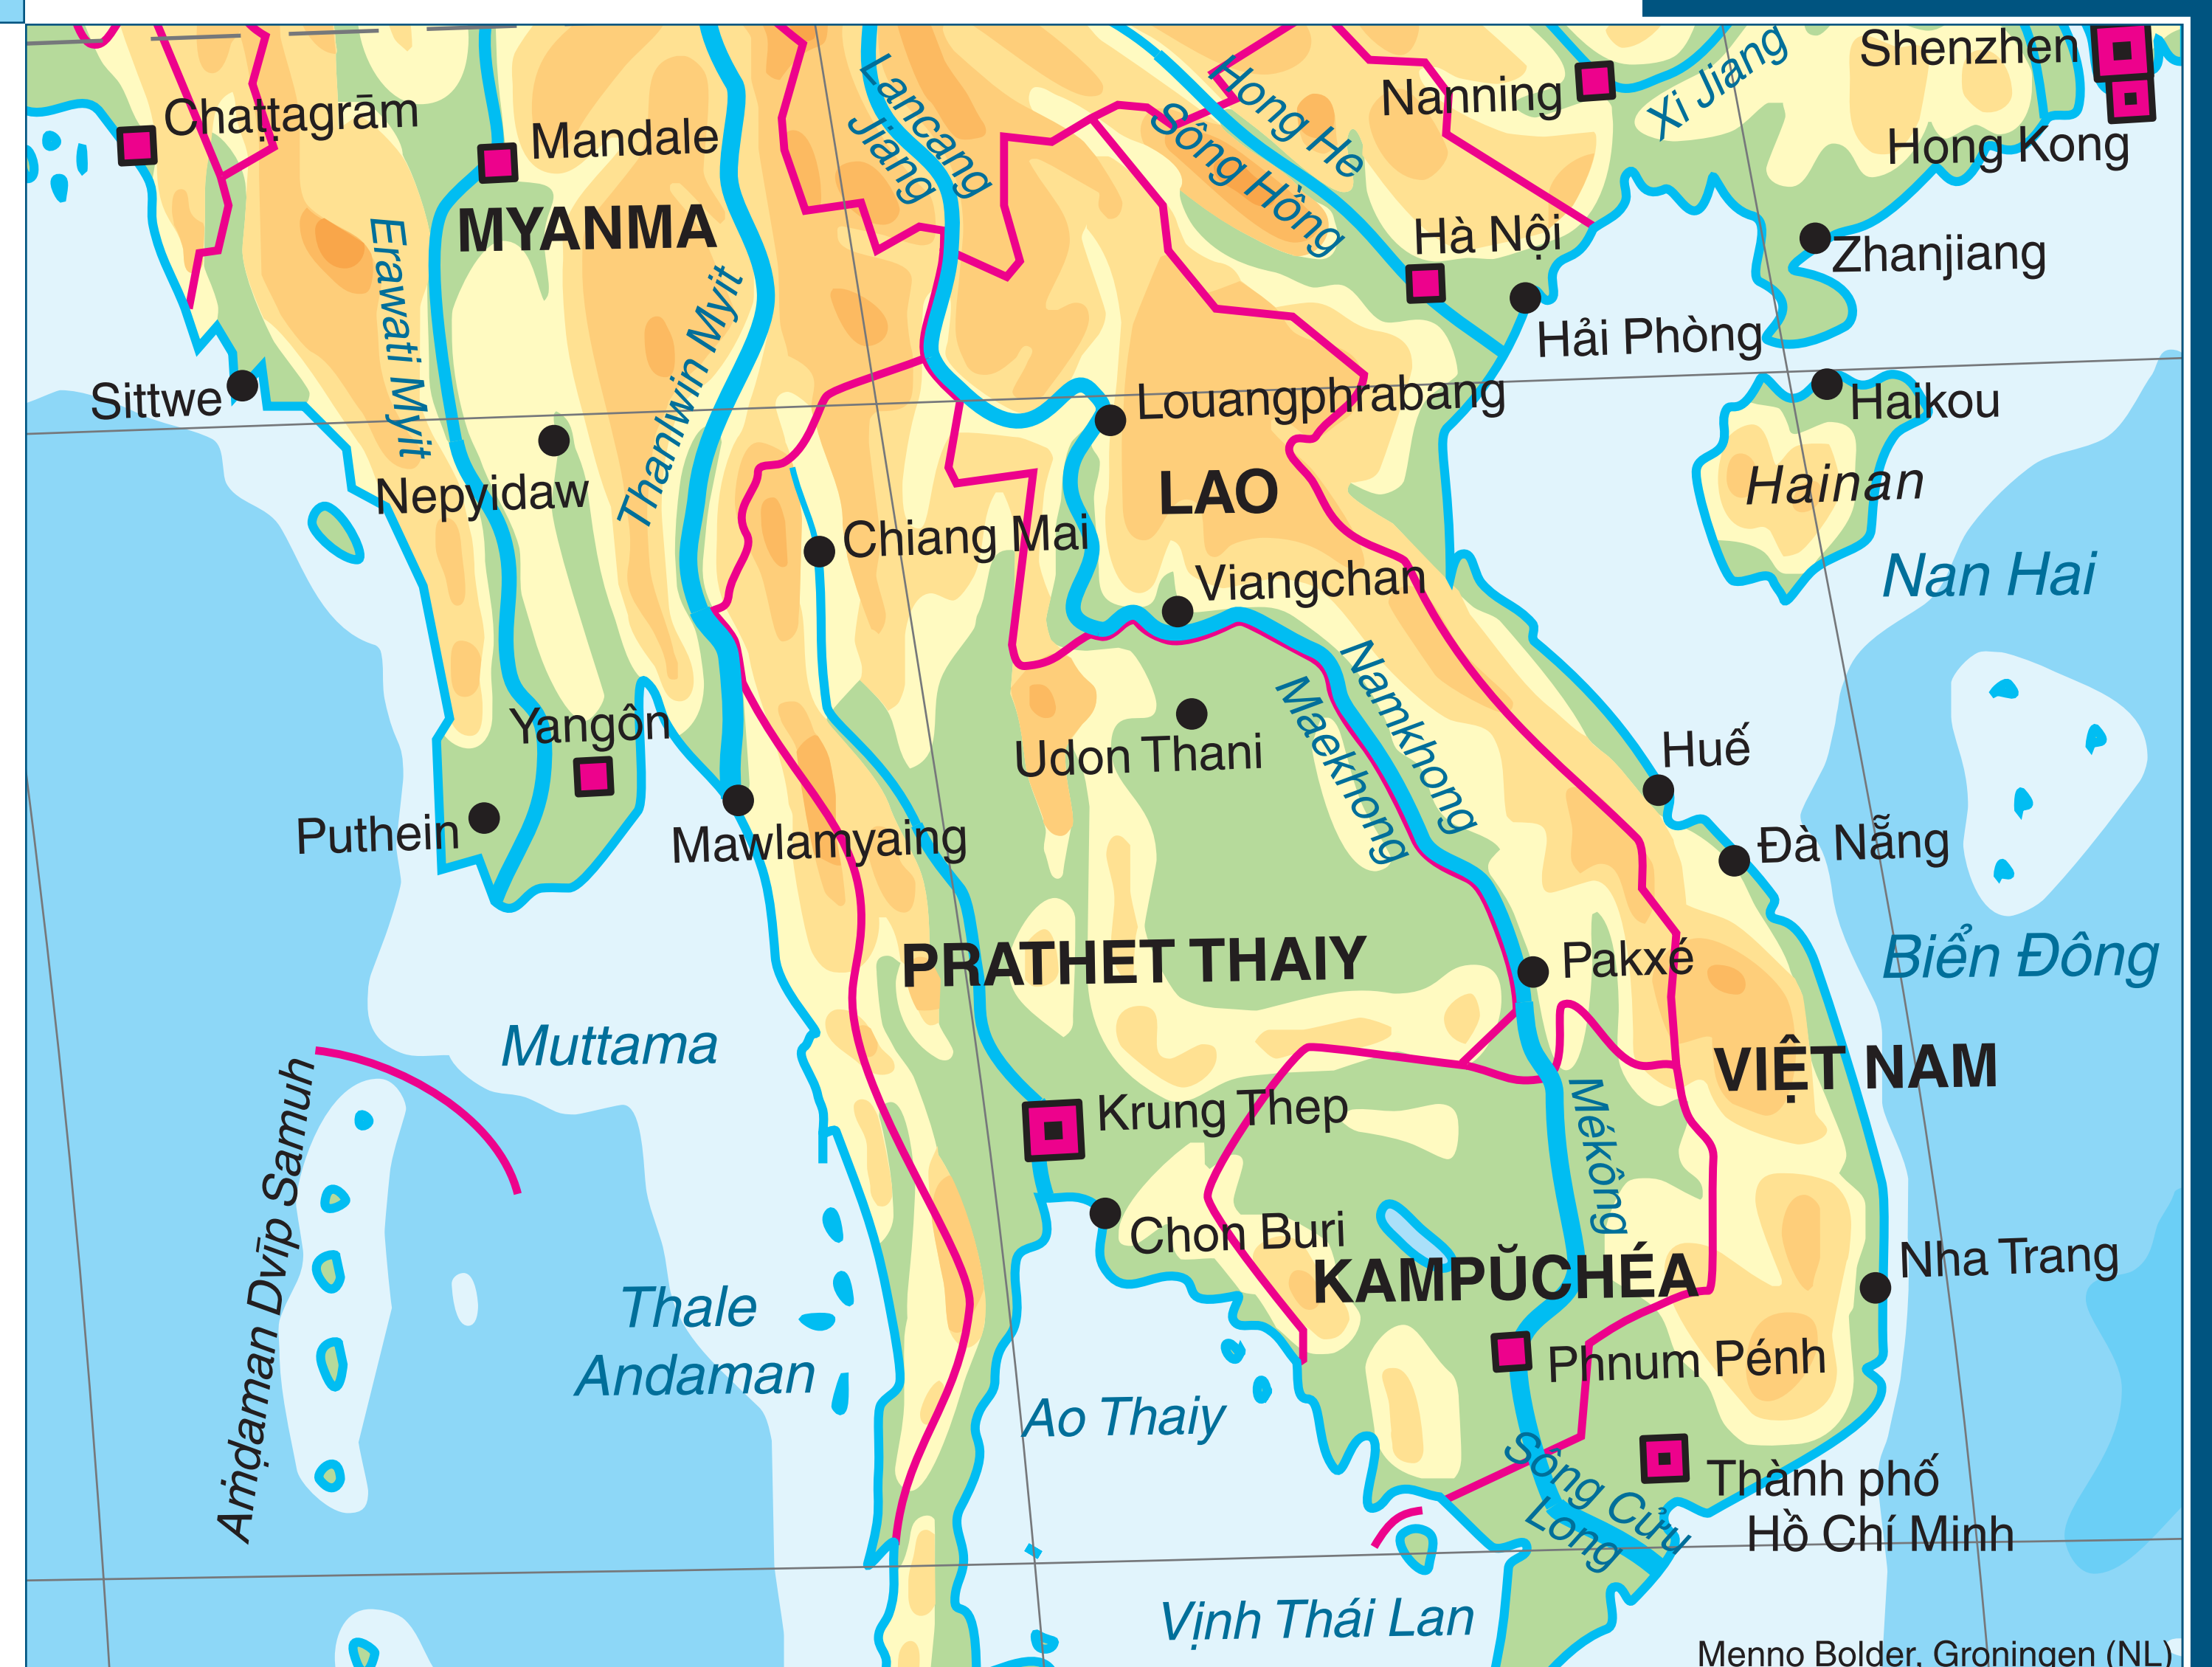 Shenzhen
Xi Jiang
Chaṭṭagrām
Mandale
Lancang
Jiang
Hong He
Sông Hồng
Nanning
Hong Kong
MYANMA
Hà Nội
Zhanjiang
Erawati Myit
Thanlwin Myit
Hải Phòng
Sittwe
Louangphrabang
Haikou
Nepyidaw
LAO
Hainan
Chiang Mai
Viangchan
Nan Hai
Yangôn
Udon Thani
Namkhong
Maekhong
Huế
Puthein
Mawlamyaing
Đà Nẵng
PRATHET THAIY
Pakxé
Biển Đông
Muttama
VIỆT NAM
Krung Thep
Mékông
Aṁḍaman Dvīp Samuh
Chon Buri
KAMPŬCHÉA
Nha Trang
Thale
Andaman
Phnum Pénh
Ao Thaiy
Sông Cửu
Long
Thành phố
Hồ Chí Minh
Vịnh Thái Lan
Menno Bolder, Groningen (NL)